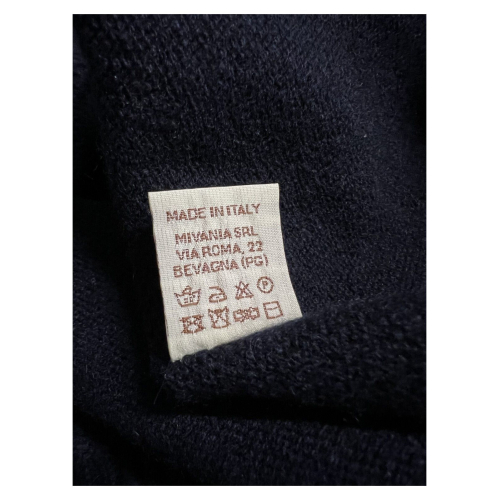 MADE IN ITALY
MIVANIA SRL
VIA ROMA, 22
BEVAGNA (PG)
P